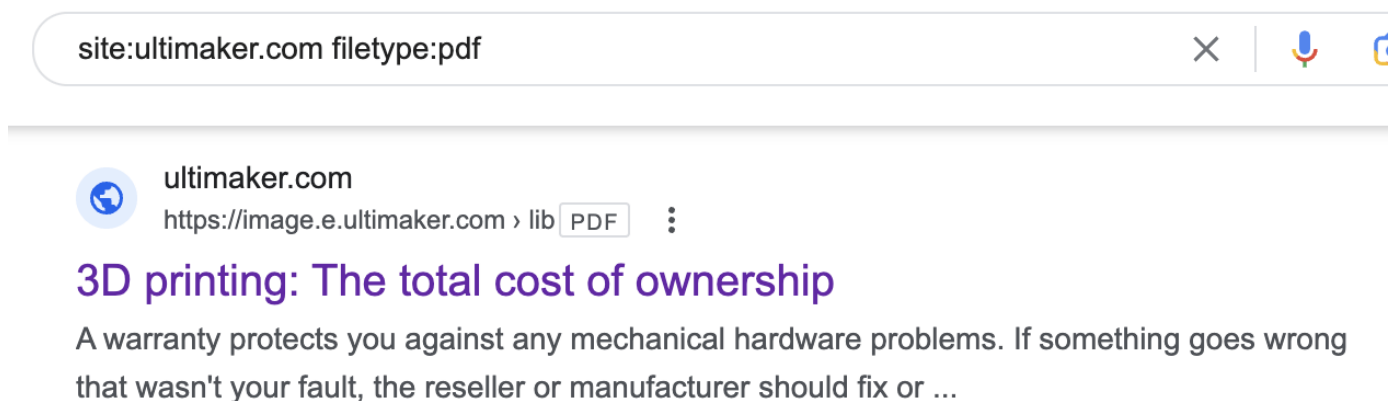 site:ultimaker.com filetype:pdf
ultimaker.com
https://image.e.ultimaker.com › lib PDF
3D printing: The total cost of ownership
A warranty protects you against any mechanical hardware problems. If something goes wrong
that wasn't your fault, the reseller or manufacturer should fix or ...